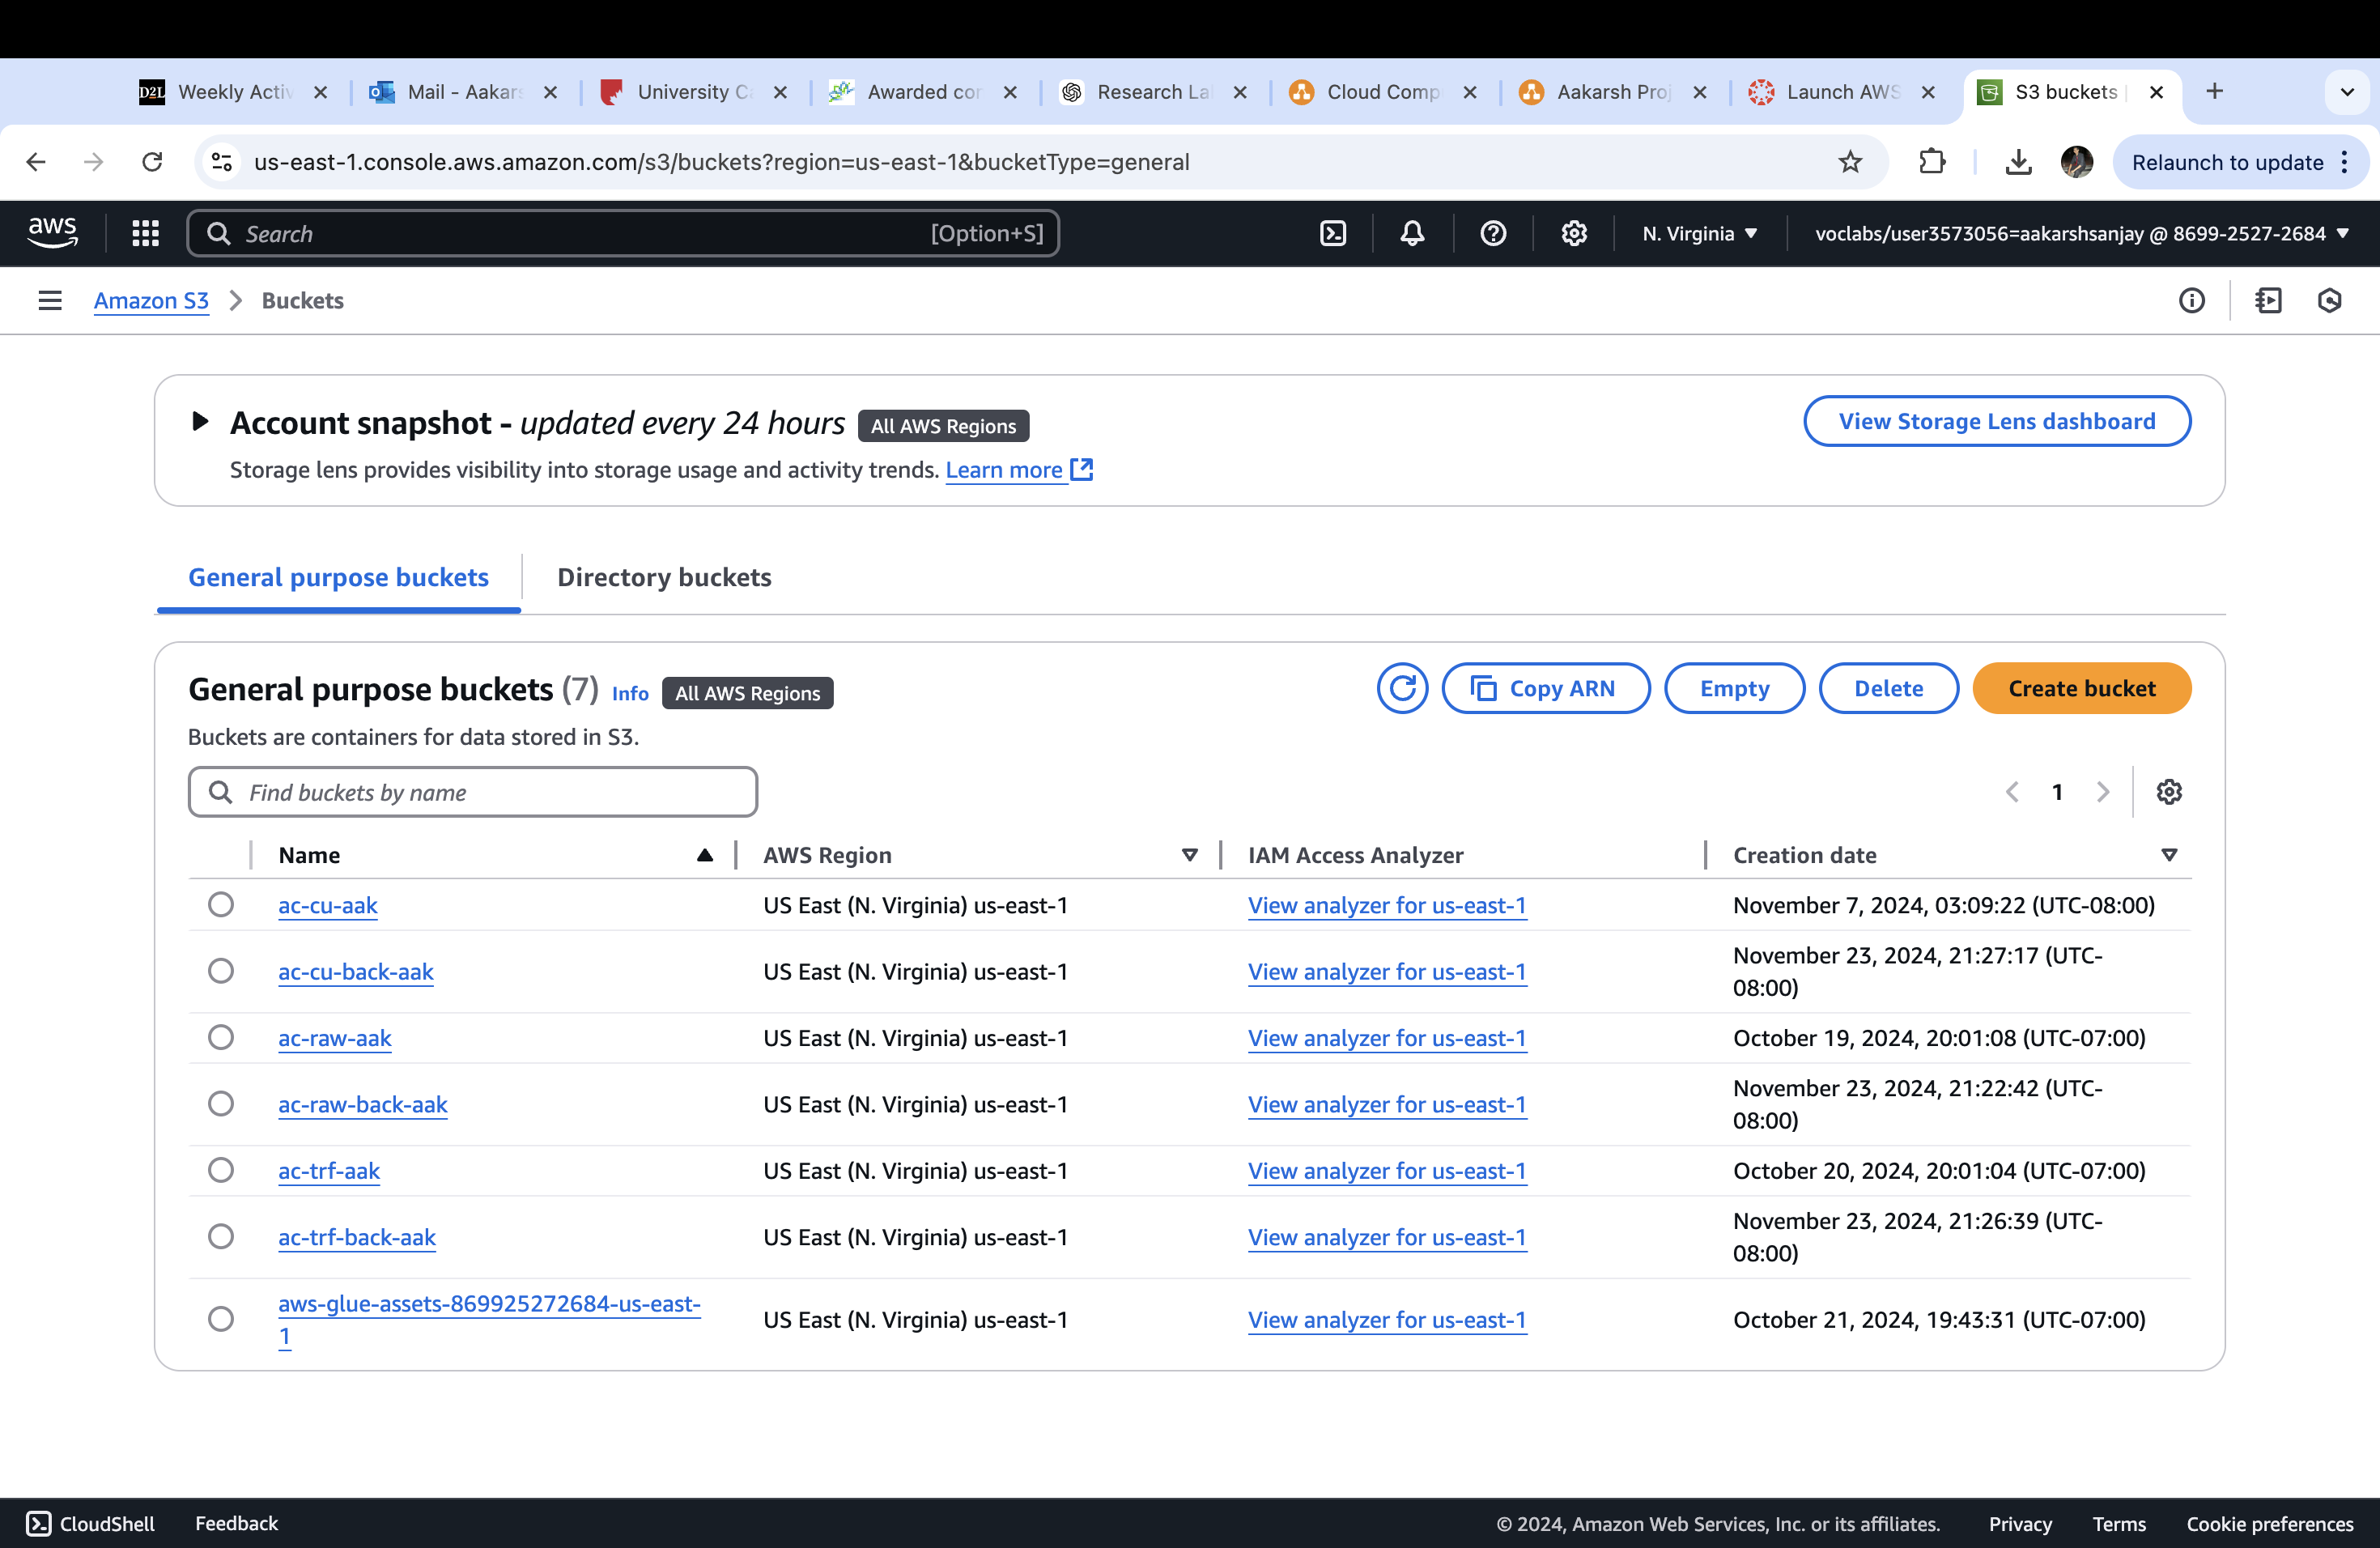 D2L Weekly Activ
Mail - Aakars
University Ca
Awarded con
Research La
Cloud Comp
Aakarsh Proj
Launch AWS
S3 buckets
us-east-1.console.aws.amazon.com/s3/buckets?region=us-east-1&bucketType=general
Relaunch to update
aws
Search [Option+S]
N. Virginia
voclabs/user3573056=aakarshsanjay @ 8699-2527-2684
Amazon S3 Buckets
Account snapshot - updated every 24 hours All AWS Regions
View Storage Lens dashboard
Storage lens provides visibility into storage usage and activity trends. Learn more
General purpose buckets Directory buckets
General purpose buckets (7) Info All AWS Regions
Copy ARN Empty Delete Create bucket
Buckets are containers for data stored in S3.
Find buckets by name
1
Name AWS Region IAM Access Analyzer Creation date
ac-cu-aak US East (N. Virginia) us-east-1 View analyzer for us-east-1 November 7, 2024, 03:09:22 (UTC-08:00)
ac-cu-back-aak US East (N. Virginia) us-east-1 View analyzer for us-east-1 November 23, 2024, 21:27:17 (UTC-
08:00)
ac-raw-aak US East (N. Virginia) us-east-1 View analyzer for us-east-1 October 19, 2024, 20:01:08 (UTC-07:00)
ac-raw-back-aak US East (N. Virginia) us-east-1 View analyzer for us-east-1 November 23, 2024, 21:22:42 (UTC-
08:00)
ac-trf-aak US East (N. Virginia) us-east-1 View analyzer for us-east-1 October 20, 2024, 20:01:04 (UTC-07:00)
ac-trf-back-aak US East (N. Virginia) us-east-1 View analyzer for us-east-1 November 23, 2024, 21:26:39 (UTC-
08:00)
aws-glue-assets-869925272684-us-east-
1 US East (N. Virginia) us-east-1 View analyzer for us-east-1 October 21, 2024, 19:43:31 (UTC-07:00)
CloudShell Feedback
© 2024, Amazon Web Services, Inc. or its affiliates. Privacy Terms Cookie preferences